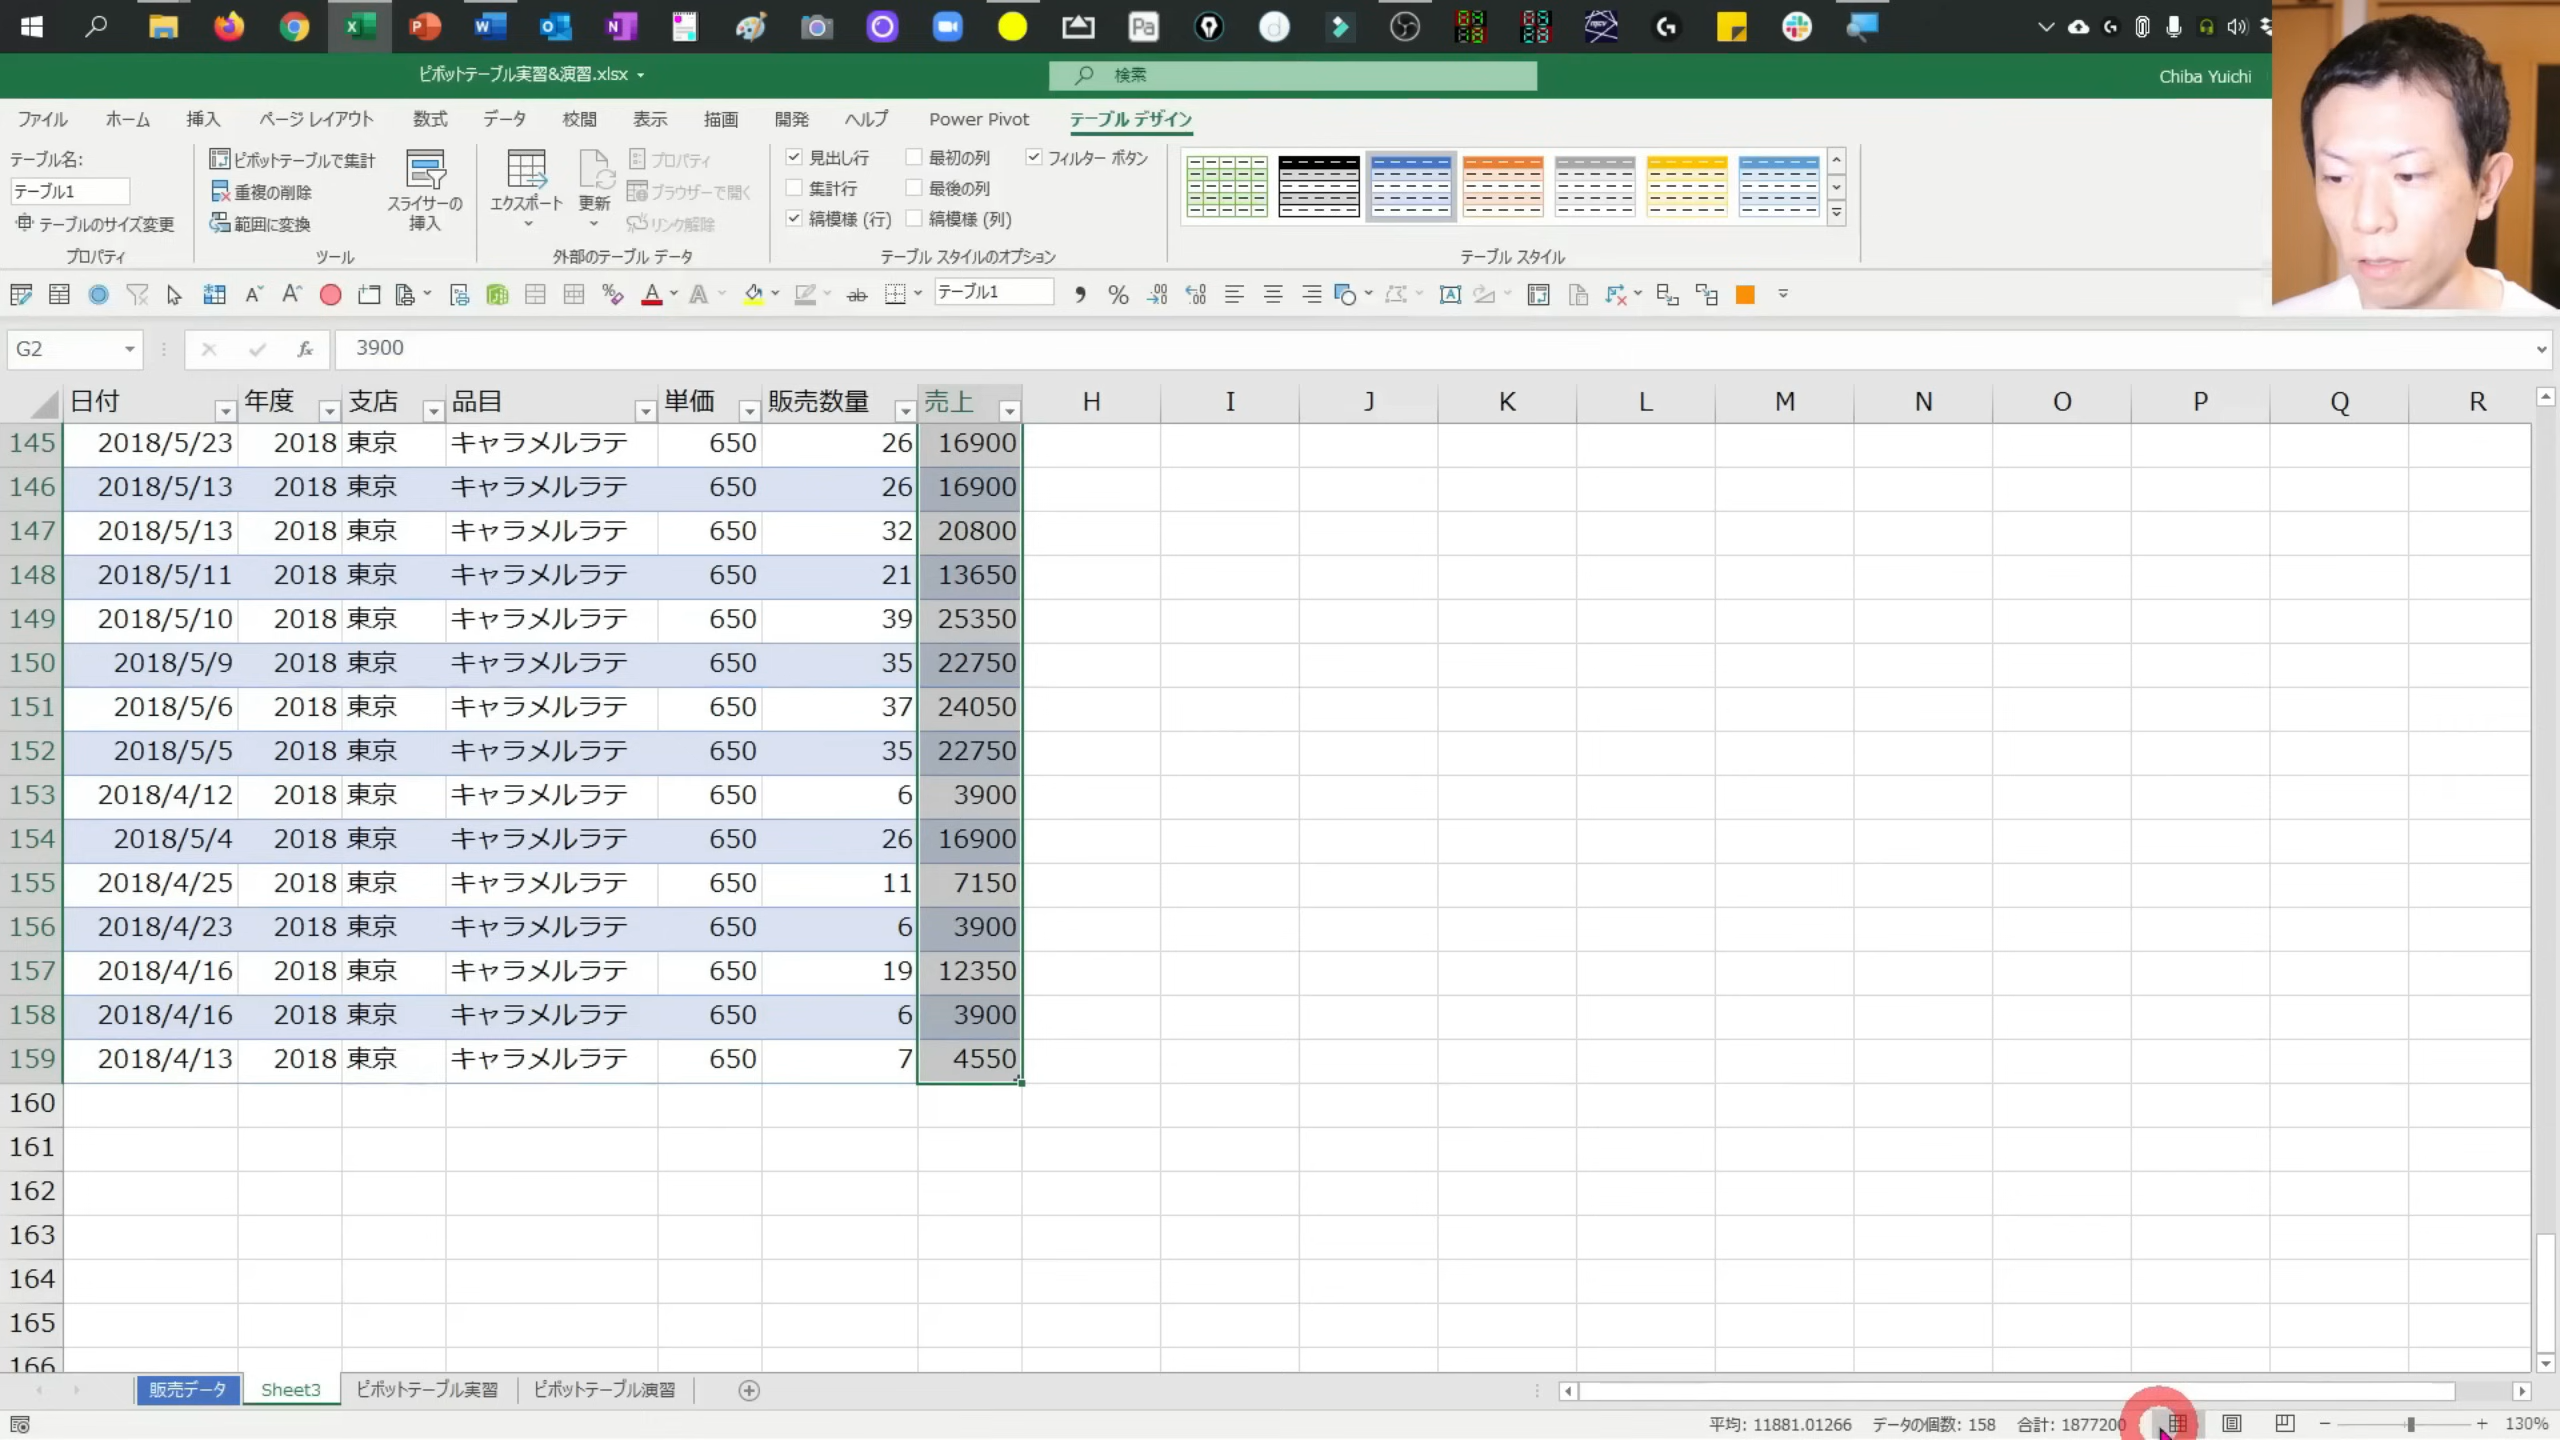 ピボットテーブル実習&演習.xlsx
検索
Chiba Yuichi
ファイル ホーム 挿入 ページ レイアウト 数式 データ 校閲 表示 描画 開発 ヘルプ Power Pivot テーブル デザイン
テーブル名:
テーブル1
テーブルのサイズ変更
プロパティ
ピボットテーブルで集計
重複の削除
範囲に変換
スライサーの
挿入
ツール
エクスポート
更新
プロパティ
ブラウザーで開く
リンク解除
外部のテーブル データ
見出し行 最初の列 フィルター ボタン
集計行 最後の列
縞模様 (行) 縞模様 (列)
テーブル スタイルのオプション
テーブル スタイル
テーブル1
G2 3900
日付 年度 支店 品目 単価 販売数量 売上 H I J K L M N O P Q R
145 2018/5/23 2018 東京 キャラメルラテ 650 26 16900
146 2018/5/13 2018 東京 キャラメルラテ 650 26 16900
147 2018/5/13 2018 東京 キャラメルラテ 650 32 20800
148 2018/5/11 2018 東京 キャラメルラテ 650 21 13650
149 2018/5/10 2018 東京 キャラメルラテ 650 39 25350
150 2018/5/9 2018 東京 キャラメルラテ 650 35 22750
151 2018/5/6 2018 東京 キャラメルラテ 650 37 24050
152 2018/5/5 2018 東京 キャラメルラテ 650 35 22750
153 2018/4/12 2018 東京 キャラメルラテ 650 6 3900
154 2018/5/4 2018 東京 キャラメルラテ 650 26 16900
155 2018/4/25 2018 東京 キャラメルラテ 650 11 7150
156 2018/4/23 2018 東京 キャラメルラテ 650 6 3900
157 2018/4/16 2018 東京 キャラメルラテ 650 19 12350
158 2018/4/16 2018 東京 キャラメルラテ 650 6 3900
159 2018/4/13 2018 東京 キャラメルラテ 650 7 4550
160
161
162
163
164
165
166
販売データ Sheet3 ピボットテーブル実習 ピボットテーブル演習
平均: 11881.01266 データの個数: 158 合計: 1877200 130%